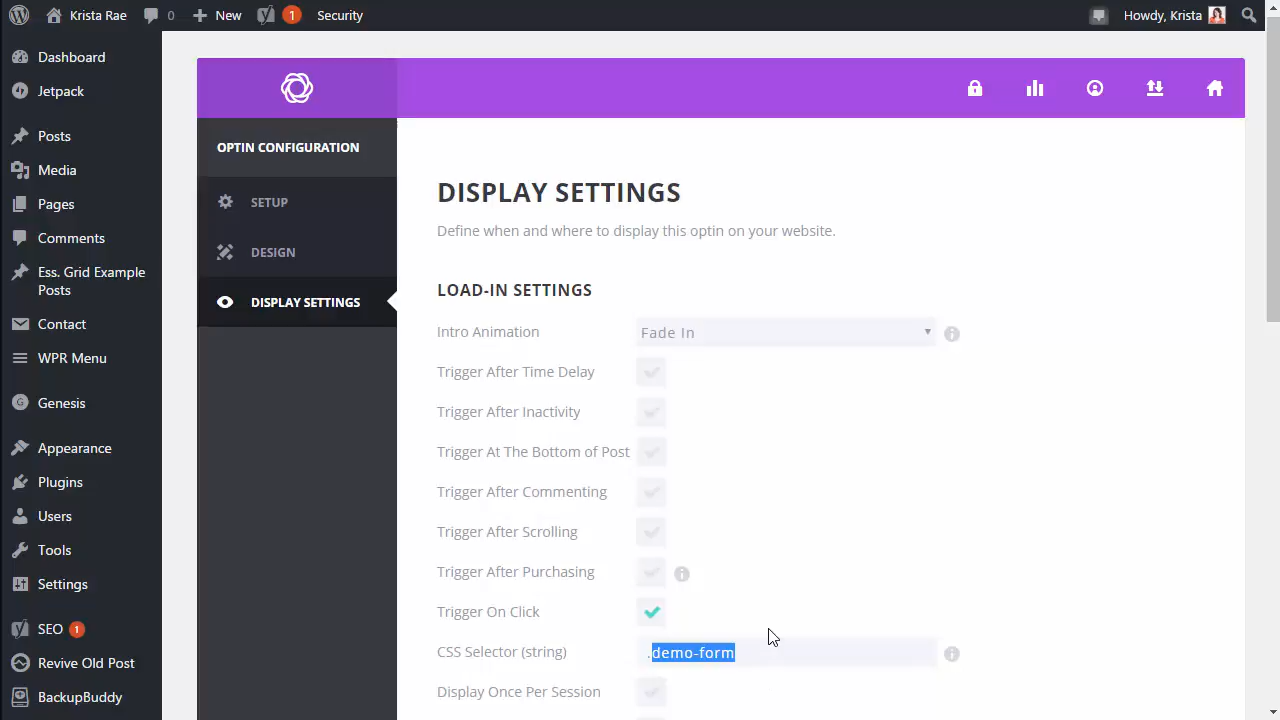 Krista Rae
0
New
1
Security
Howdy, Krista
Dashboard
Jetpack
Posts
Media
Pages
Comments
Ess. Grid Example
Posts
Contact
WPR Menu
Genesis
Appearance
Plugins
Users
Tools
Settings
SEO 1
Revive Old Post
BackupBuddy
OPTIN CONFIGURATION
SETUP
DESIGN
DISPLAY SETTINGS
DISPLAY SETTINGS
Define when and where to display this optin on your website.
LOAD-IN SETTINGS
Intro Animation
Fade In
Trigger After Time Delay
Trigger After Inactivity
Trigger At The Bottom of Post
Trigger After Commenting
Trigger After Scrolling
Trigger After Purchasing
Trigger On Click
CSS Selector (string)
.demo-form
Display Once Per Session